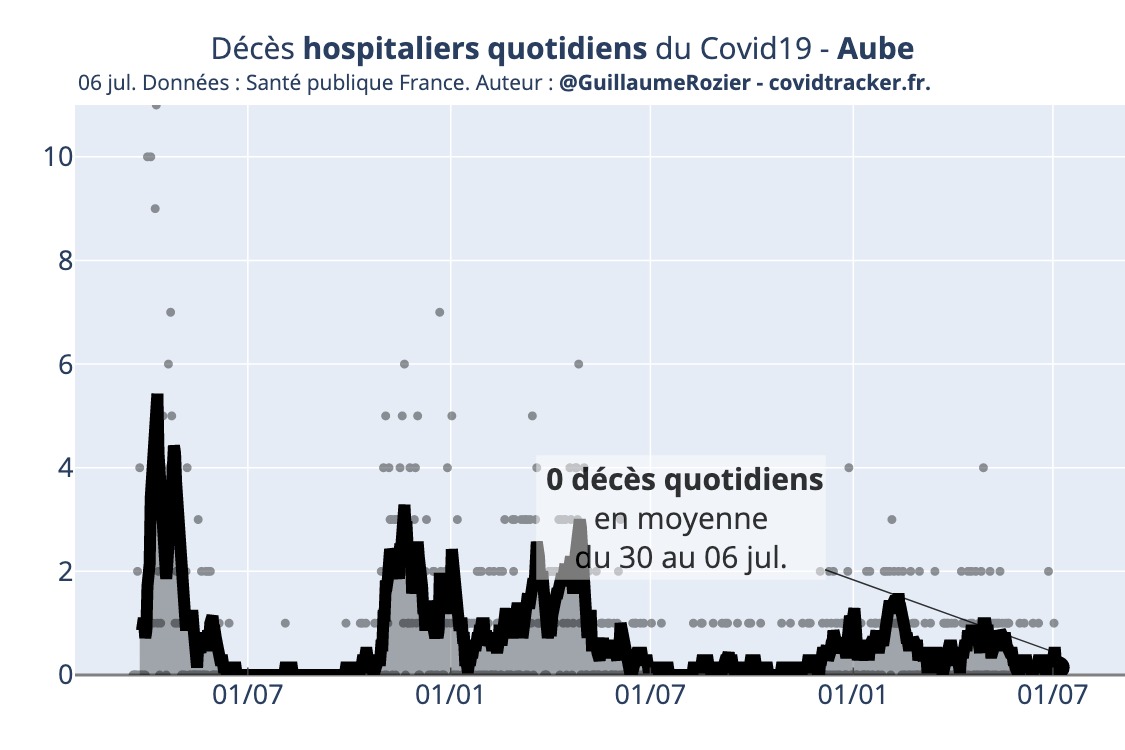 Décès hospitaliers quotidiens du Covid19 - Aube
06 jul. Données : Santé publique France. Auteur : @GuillaumeRozier - covidtracker.fr.
10
8
6
4
2
0
0 décès quotidiens
en moyenne
du 30 au 06 jul.
01/07 01/01 01/07 01/01 01/07